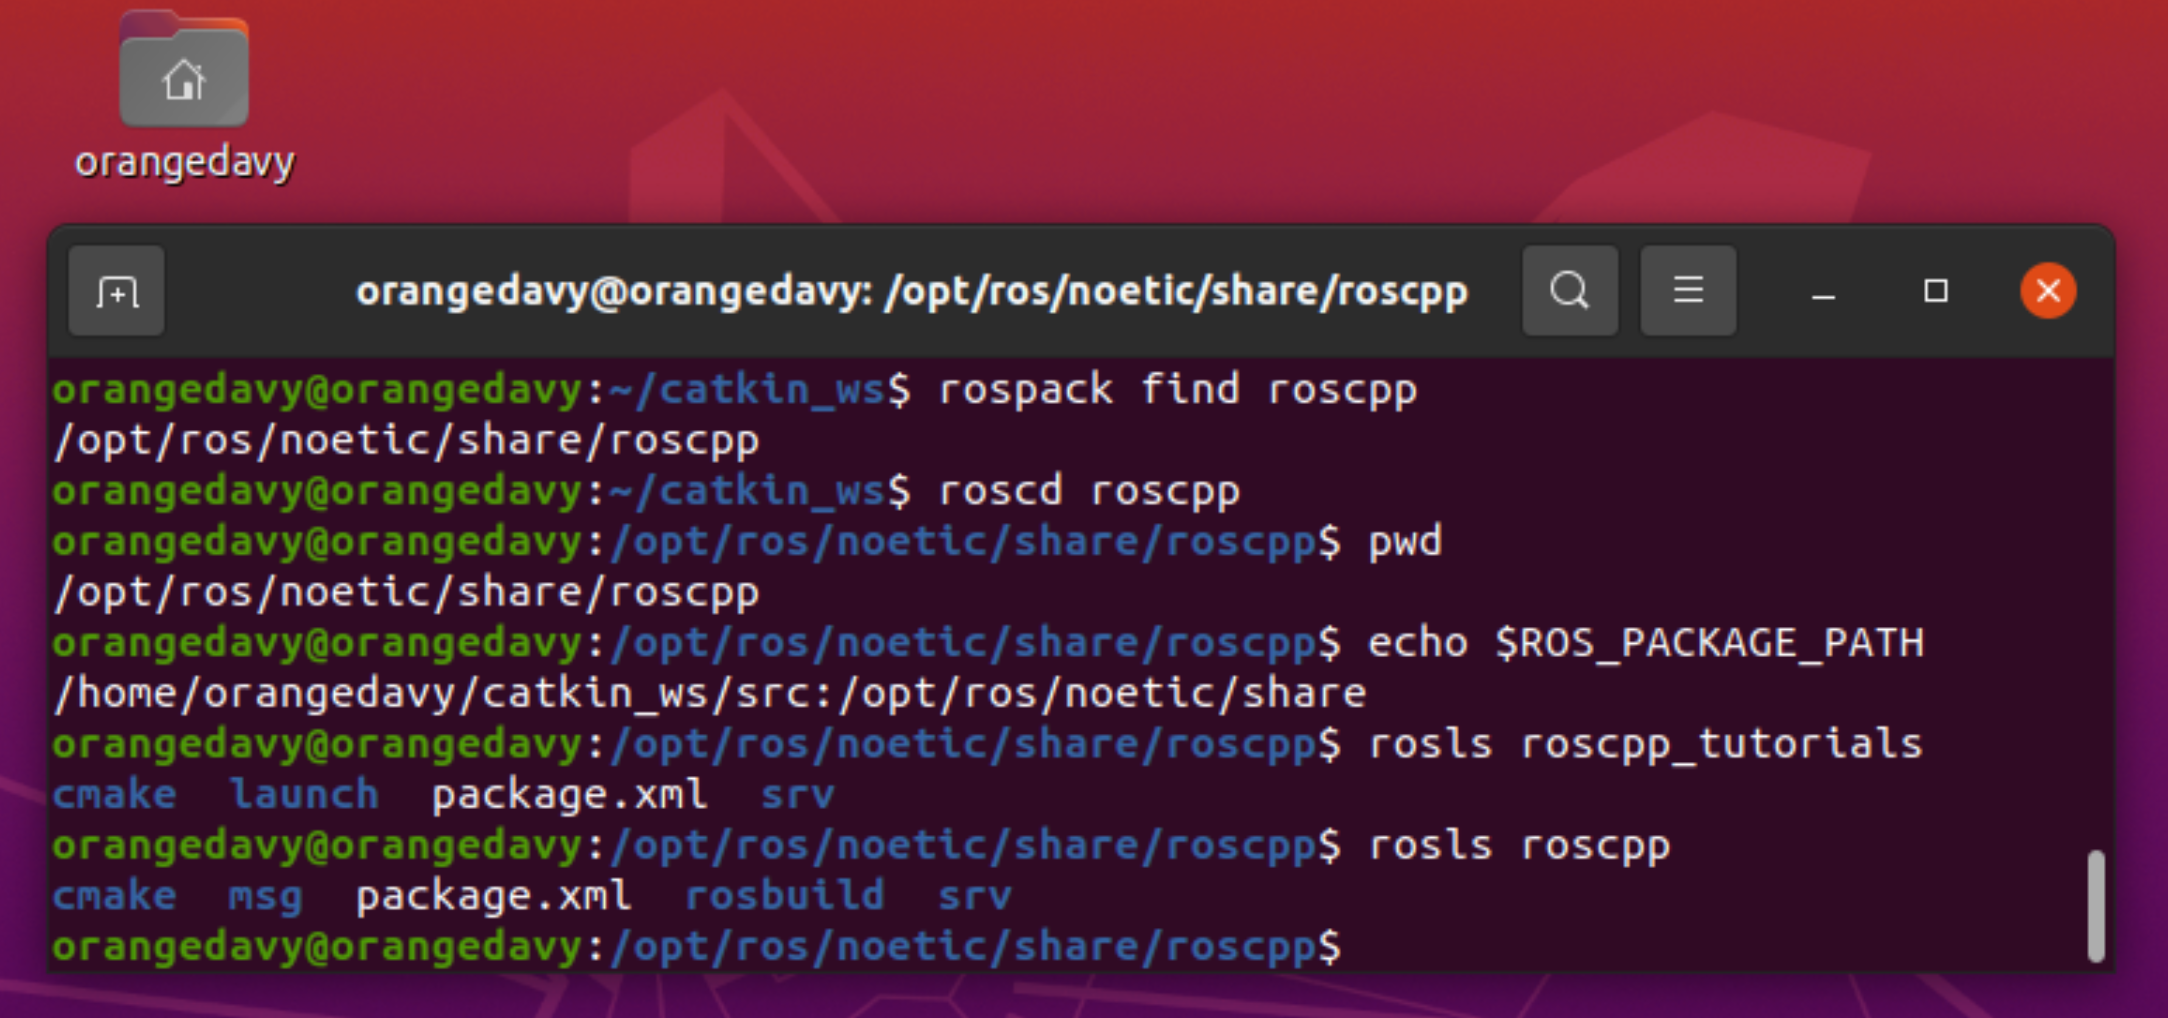 orangedavy
orangedavy@orangedavy: /opt/ros/noetic/share/roscpp
orangedavy@orangedavy:~/catkin_ws$ rospack find roscpp
/opt/ros/noetic/share/roscpp
orangedavy@orangedavy:~/catkin_ws$ roscd roscpp
orangedavy@orangedavy:/opt/ros/noetic/share/roscpp$ pwd
/opt/ros/noetic/share/roscpp
orangedavy@orangedavy:/opt/ros/noetic/share/roscpp$ echo $ROS_PACKAGE_PATH
/home/orangedavy/catkin_ws/src:/opt/ros/noetic/share
orangedavy@orangedavy:/opt/ros/noetic/share/roscpp$ rosls roscpp_tutorials
cmake  launch  package.xml  srv
orangedavy@orangedavy:/opt/ros/noetic/share/roscpp$ rosls roscpp
cmake  msg  package.xml  rosbuild  srv
orangedavy@orangedavy:/opt/ros/noetic/share/roscpp$